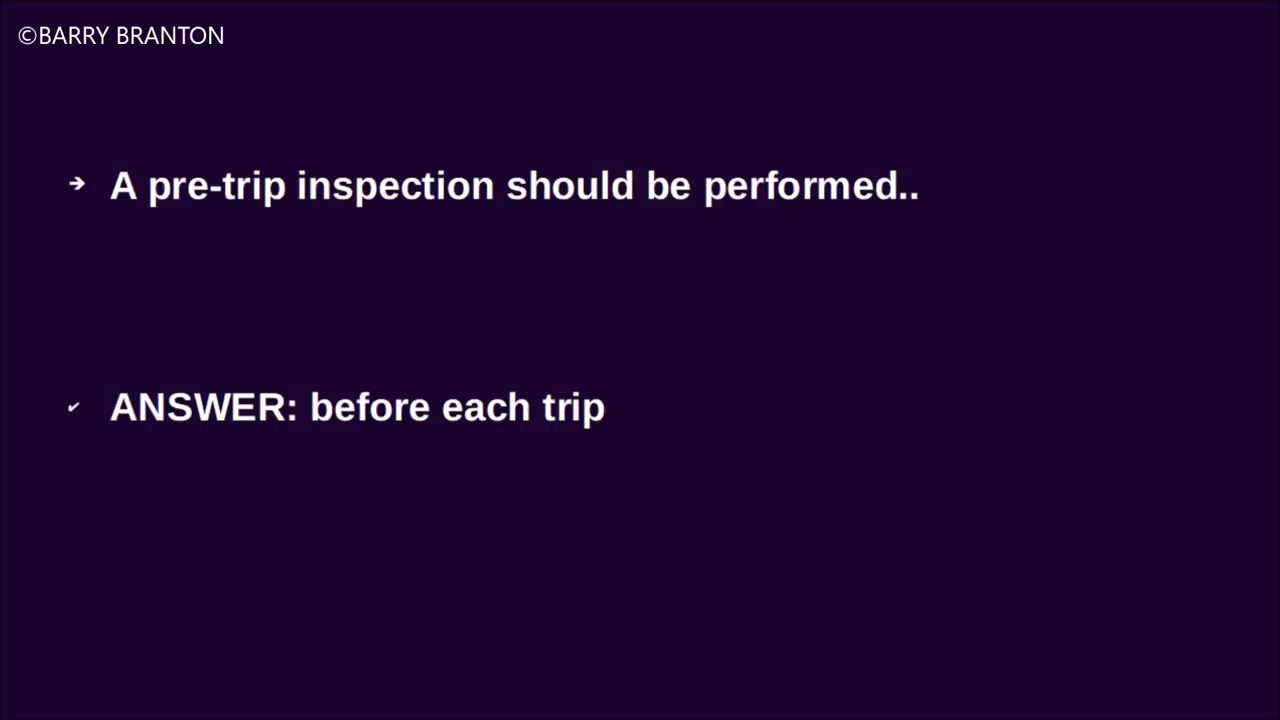 ©BARRY BRANTON
➔ A pre-trip inspection should be performed..
✔ ANSWER: before each trip